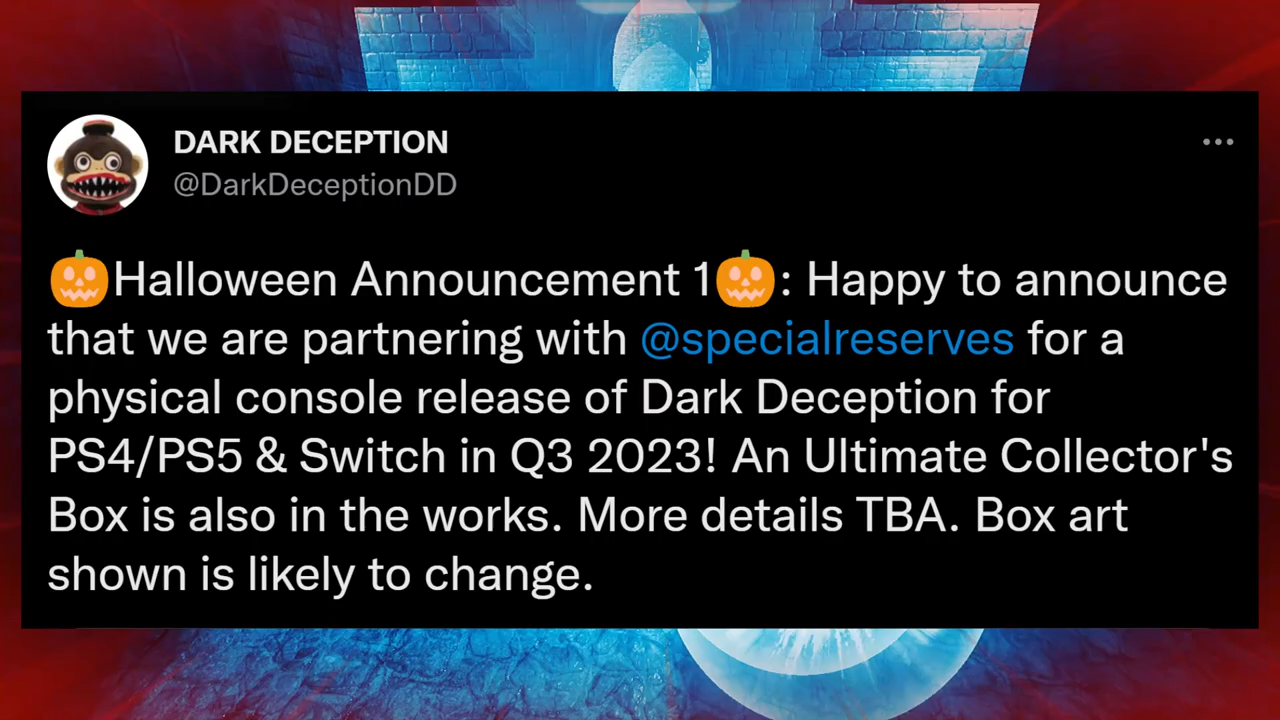 DARK DECEPTION
@DarkDeceptionDD
🎃Halloween Announcement 1🎃: Happy to announce
that we are partnering with @specialreserves for a
physical console release of Dark Deception for
PS4/PS5 & Switch in Q3 2023! An Ultimate Collector's
Box is also in the works. More details TBA. Box art
shown is likely to change.